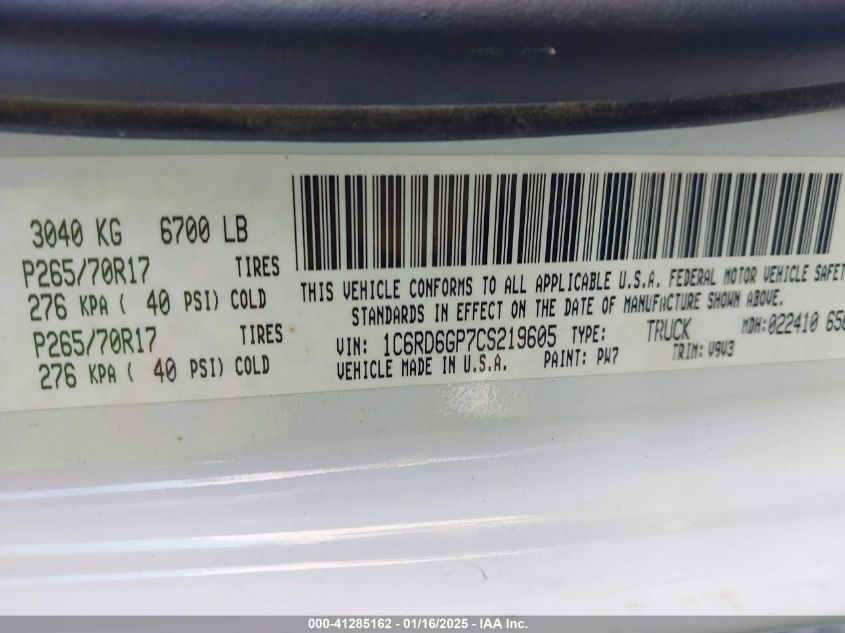 3040 KG 6700 LB
P265/70R17 TIRES
276 KPA ( 40 PSI) COLD
P265/70R17 TIRES
276 KPA ( 40 PSI) COLD
THIS VEHICLE CONFORMS TO ALL APPLICABLE U.S.A. FEDERAL MOTOR VEHICLE SAFET
STANDARDS IN EFFECT ON THE DATE OF MANUFACTURE SHOWN ABOVE.
VIN: 1C6RD6GP7CS219605 TYPE: TRUCK MDH:022410 656
VEHICLE MADE IN U.S.A. PAINT: PW7 TRIM: V9V3
000-41285162 - 01/16/2025 - IAA Inc.